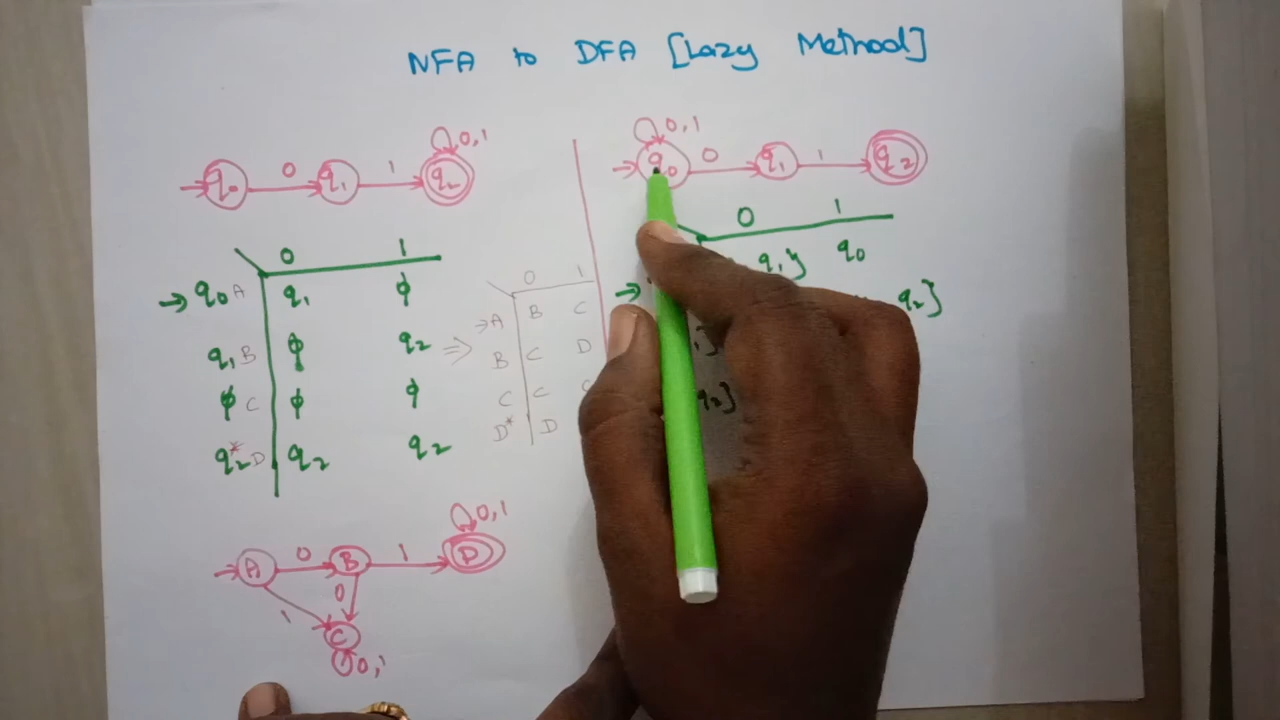 NFA to DFA [Lazy Method]
q0 0 q1 1 q2 0,1
0 1
→ q0 A q1 ϕ
q1 B ϕ q2
ϕ C ϕ ϕ
q2* D q2 q2
⇒
0 1
→ A B C
B C D
C C C
D* D
A 0 B 1 D 0,1
1 0
C
0,1
0,1
0 q1 1 q2
0 1
→ q1} q0
q2}
q2}